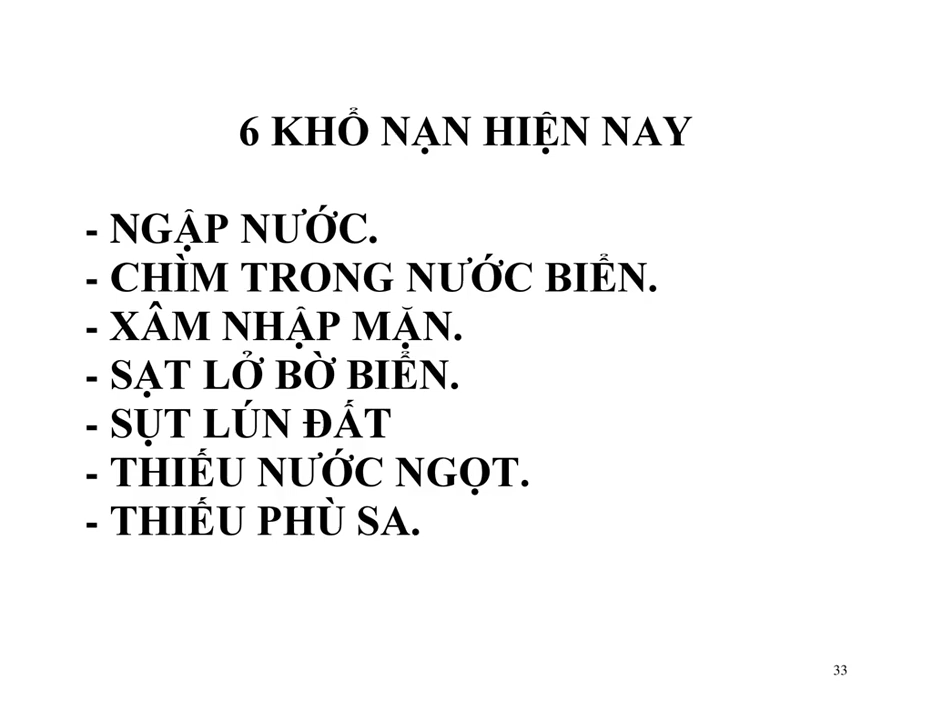 6 KHỔ NẠN HIỆN NAY
- NGẬP NƯỚC.
- CHÌM TRONG NƯỚC BIỂN.
- XÂM NHẬP MẶN.
- SẠT LỞ BỜ BIỂN.
- SỤT LÚN ĐẤT
- THIẾU NƯỚC NGỌT.
- THIẾU PHÙ SA.
33